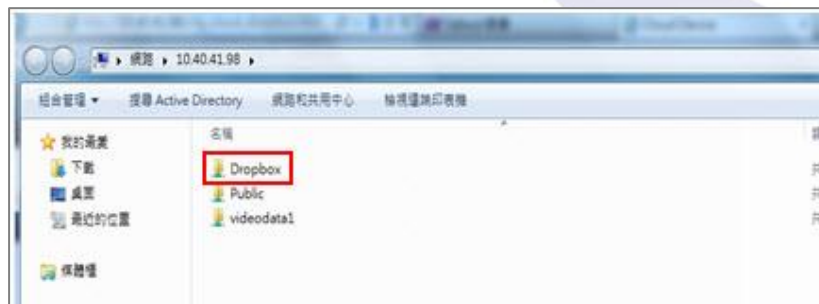 網路 ▸ 10.40.41.98 ▸
組合管理 ▾ 搜尋 Active Directory 網路和共用中心 檢視遠端印表機
我的最愛
下載
桌面
最近的位置
媒體櫃
名稱
Dropbox
Public
videodata1